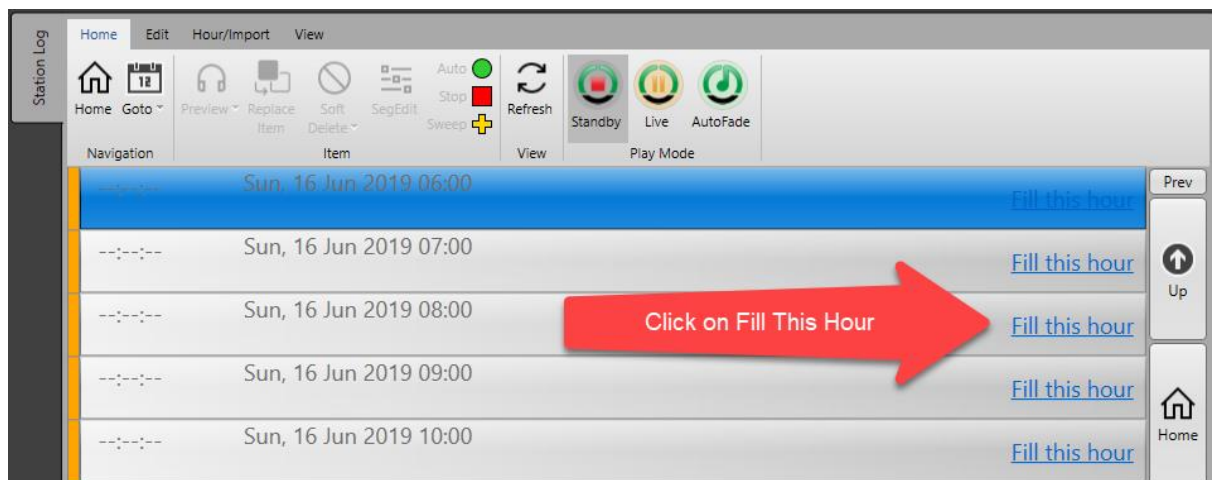 Station Log
Home Edit Hour/Import View
12
Home Goto Preview Replace Item Soft Delete SegEdit
Auto
Stop
Sweep
Refresh Standby Live AutoFade
Navigation Item View Play Mode
--:--:-- Sun, 16 Jun 2019 06:00 Fill this hour
--:--:-- Sun, 16 Jun 2019 07:00 Fill this hour
--:--:-- Sun, 16 Jun 2019 08:00 Fill this hour
Click on Fill This Hour
--:--:-- Sun, 16 Jun 2019 09:00 Fill this hour
--:--:-- Sun, 16 Jun 2019 10:00 Fill this hour
Prev
Up
Home